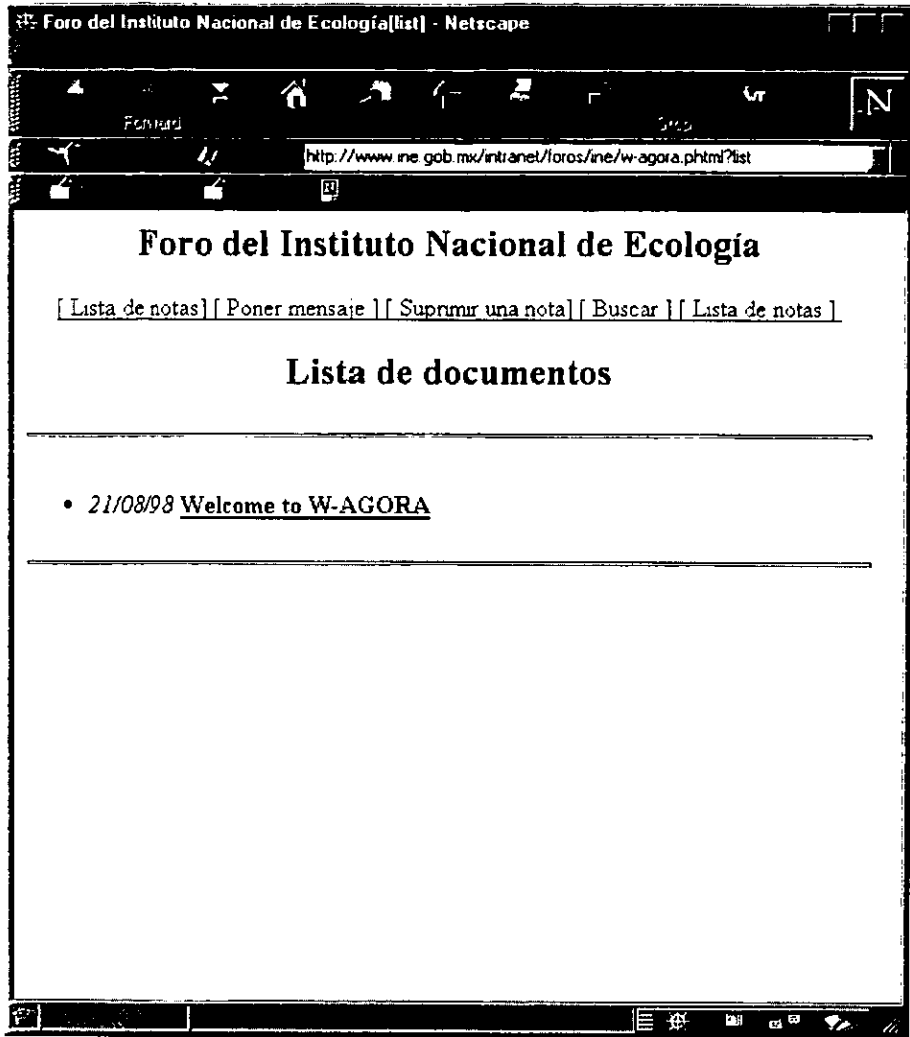 Foro del Instituto Nacional de Ecología[list] - Netscape
N
Forward
Stop
http://www.ine.gob.mx/intranet/foros/ine/w-agora.phtml?list
Foro del Instituto Nacional de Ecología
[ Lista de notas] [ Poner mensaje ] [ Suprimir una nota] [ Buscar ] [ Lista de notas ]
Lista de documentos
• 21/08/98 Welcome to W-AGORA